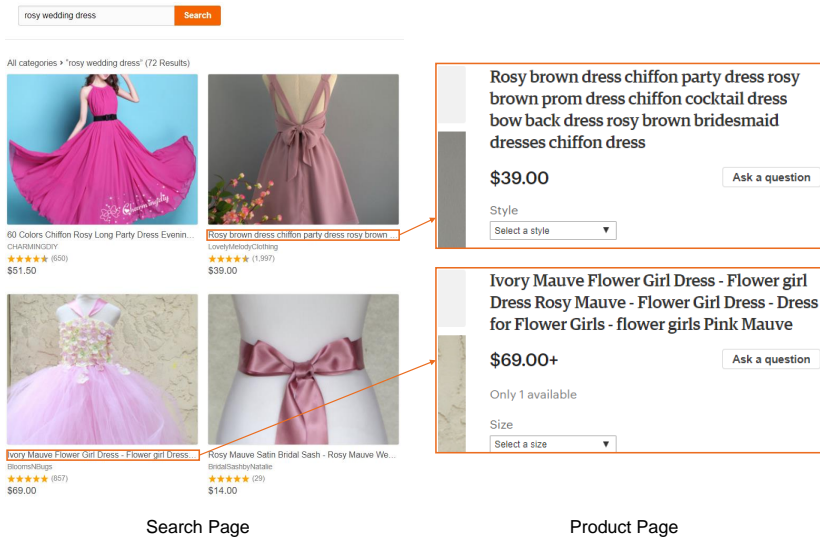 rosy wedding dress
Search
All categories ▸ "rosy wedding dress" (72 Results)
Charmingdiy
60 Colors Chiffon Rosy Long Party Dress Evenin...
CHARMINGDIY
(650)
$51.50
Rosy brown dress chiffon party dress rosy brown ...
LovelyMelodyClothing
(1,997)
$39.00
Ivory Mauve Flower Girl Dress - Flower girl Dress...
BloomsNBugs
(857)
$69.00
Rosy Mauve Satin Bridal Sash - Rosy Mauve We...
BridalSashbyNatalie
(29)
$14.00
Search Page
Rosy brown dress chiffon party dress rosy
brown prom dress chiffon cocktail dress
bow back dress rosy brown bridesmaid
dresses chiffon dress
$39.00
Ask a question
Style
Select a style
Ivory Mauve Flower Girl Dress - Flower girl
Dress Rosy Mauve - Flower Girl Dress - Dress
for Flower Girls - flower girls Pink Mauve
$69.00+
Ask a question
Only 1 available
Size
Select a size
Product Page